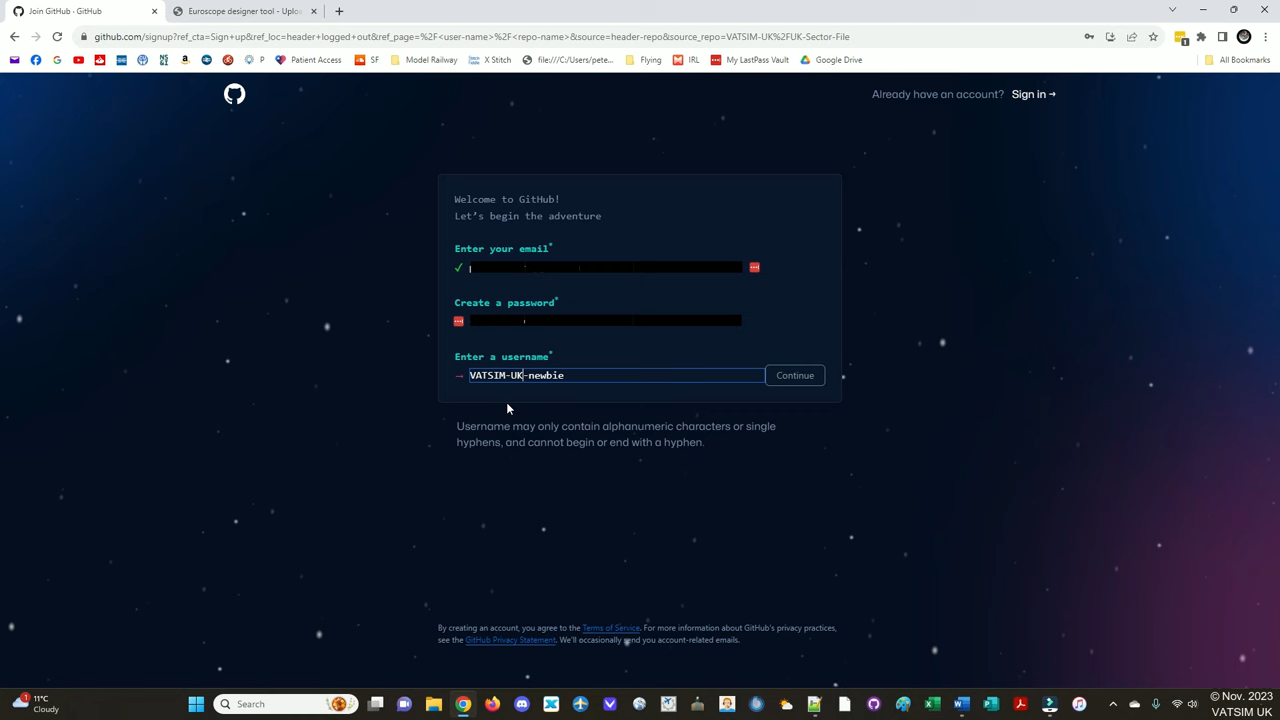 Join GitHub · GitHub
Euroscope designer tool - Uplo
github.com/signup?ref_cta=Sign+up&ref_loc=header+logged+out&ref_page=%2F<user-name>%2F<repo-name>&source=header-repo&source_repo=VATSIM-UK%2FUK-Sector-File
P
Patient Access
SF
Model Railway
X Stitch
file:///C:/Users/pete...
Flying
IRL
My LastPass Vault
Google Drive
All Bookmarks
Already have an account? Sign in →
Welcome to GitHub!
Let's begin the adventure
Enter your email*
Create a password*
Enter a username*
→ VATSIM-UK-newbie
Continue
Username may only contain alphanumeric characters or single
hyphens, and cannot begin or end with a hyphen.
By creating an account, you agree to the Terms of Service. For more information about GitHub's privacy practices,
see the GitHub Privacy Statement. We'll occasionally send you account-related emails.
1
11°C
Cloudy
Search
© Nov. 2023
VATSIM UK